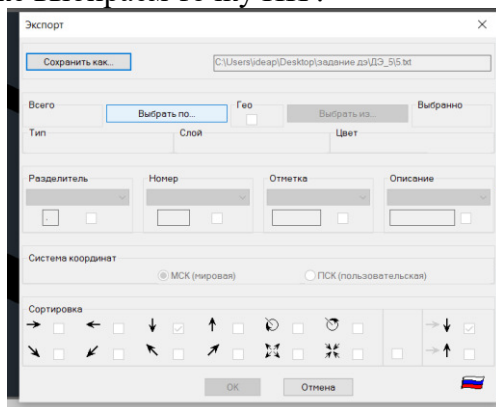 Экспорт
Сохранить как...
C:\Users\ideap\Desktop\задание дэ\ДЭ_5\5.txt
Всего
Выбрать по...
Гео
Выбрать из...
Выбранно
Тип
Слой
Цвет
Разделитель
Номер
Отметка
Описание
Система координат
МСК (мировая)
ПСК (пользовательская)
Сортировка
ОК
Отмена